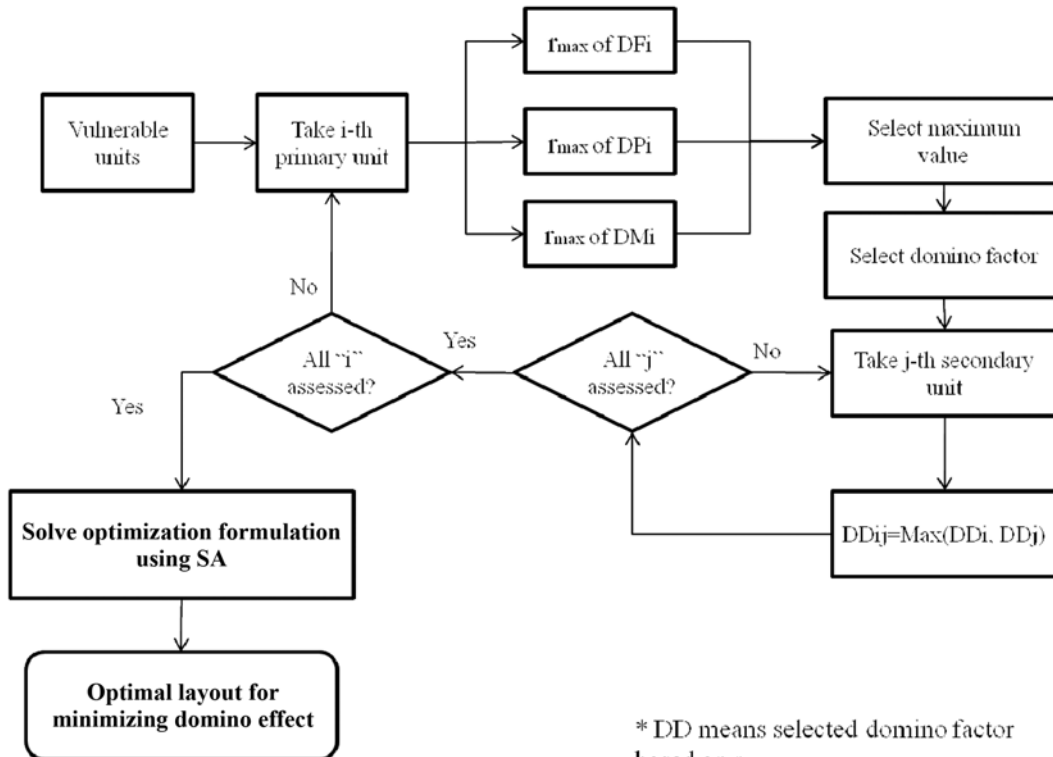 Vulnerable
units
Take i-th
primary unit
rmax of DFi
rmax of DPi
rmax of DMi
Select maximum
value
Select domino factor
Take j-th secondary
unit
DDij=Max(DDi, DDj)
All "j"
assessed?
No
Yes
All "i"
assessed?
No
Yes
Solve optimization formulation
using SA
Optimal layout for
minimizing domino effect
* DD means selected domino factor